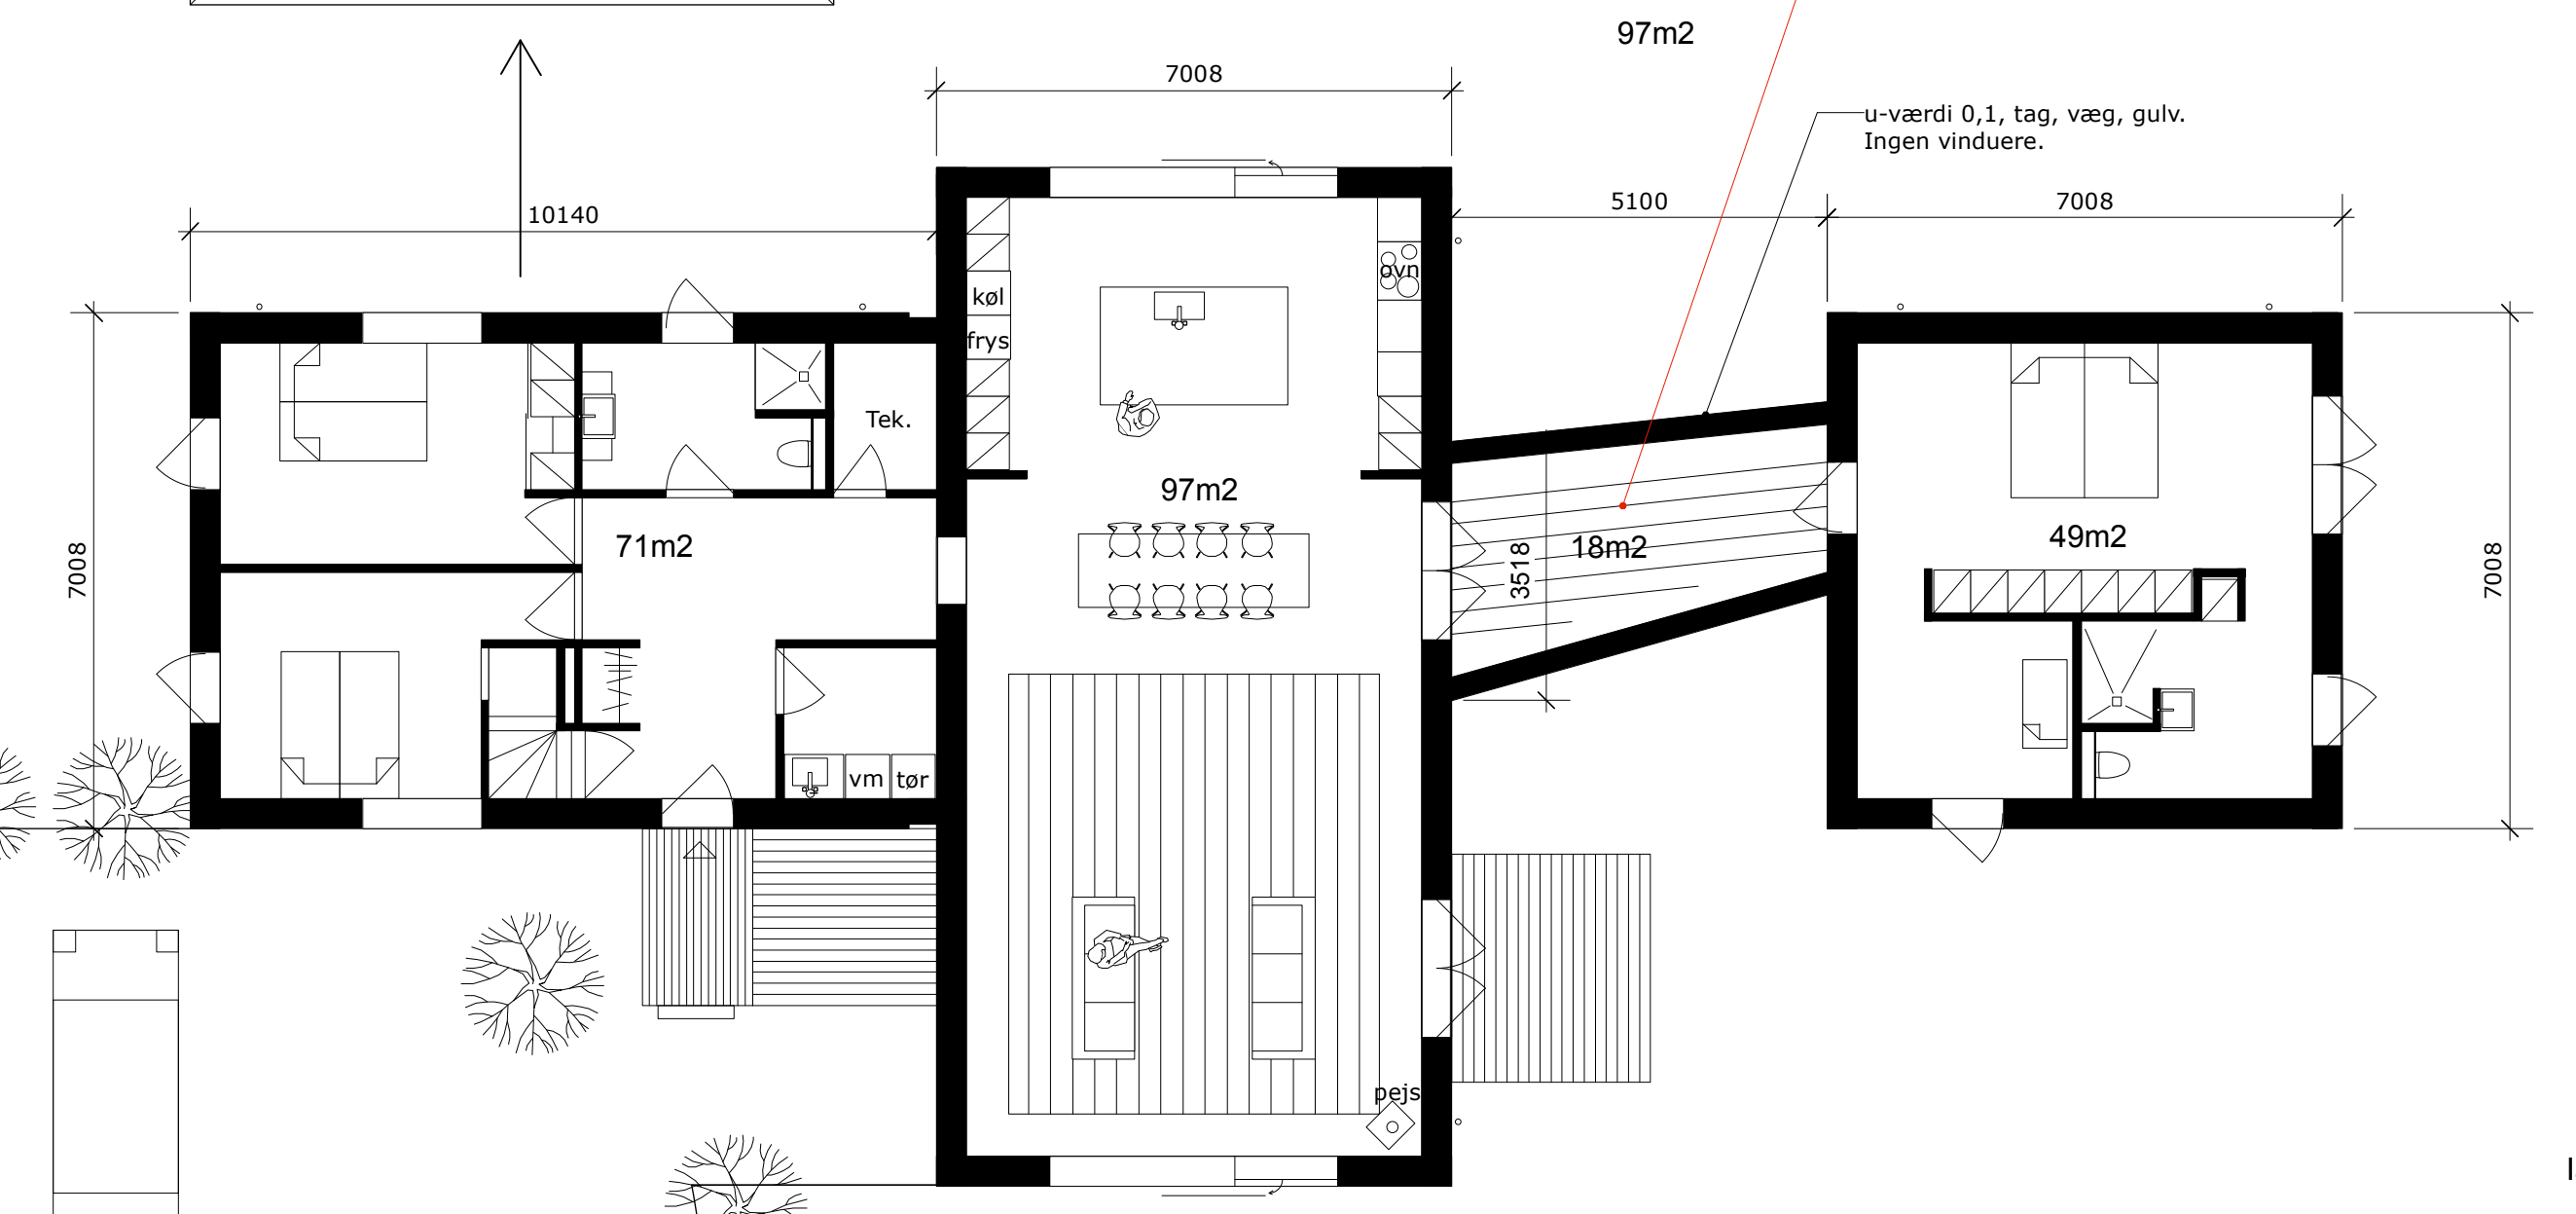 97m2
7008
u-værdi 0,1, tag, væg, gulv.
Ingen vinduere.
10140
5100
7008
ovn
køl
frys
Tek.
97m2
71m2
18m2
49m2
7008
3518
7008
vm
tør
pejs